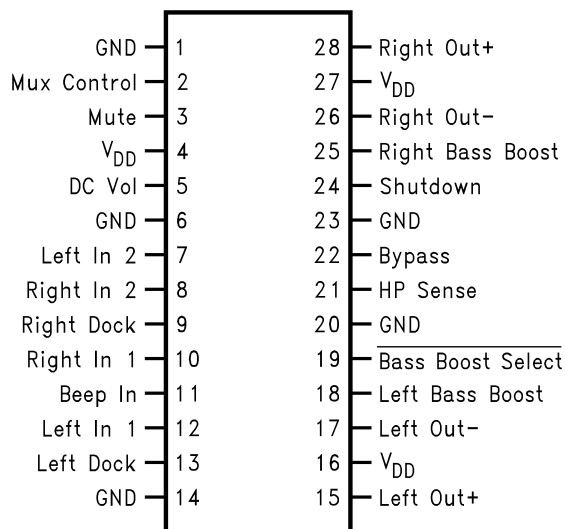 GND 1 28 Right Out+
Mux Control 2 27 VDD
Mute 3 26 Right Out-
VDD 4 25 Right Bass Boost
DC Vol 5 24 Shutdown
GND 6 23 GND
Left In 2 7 22 Bypass
Right In 2 8 21 HP Sense
Right Dock 9 20 GND
Right In 1 10 19 Bass Boost Select
Beep In 11 18 Left Bass Boost
Left In 1 12 17 Left Out-
Left Dock 13 16 VDD
GND 14 15 Left Out+